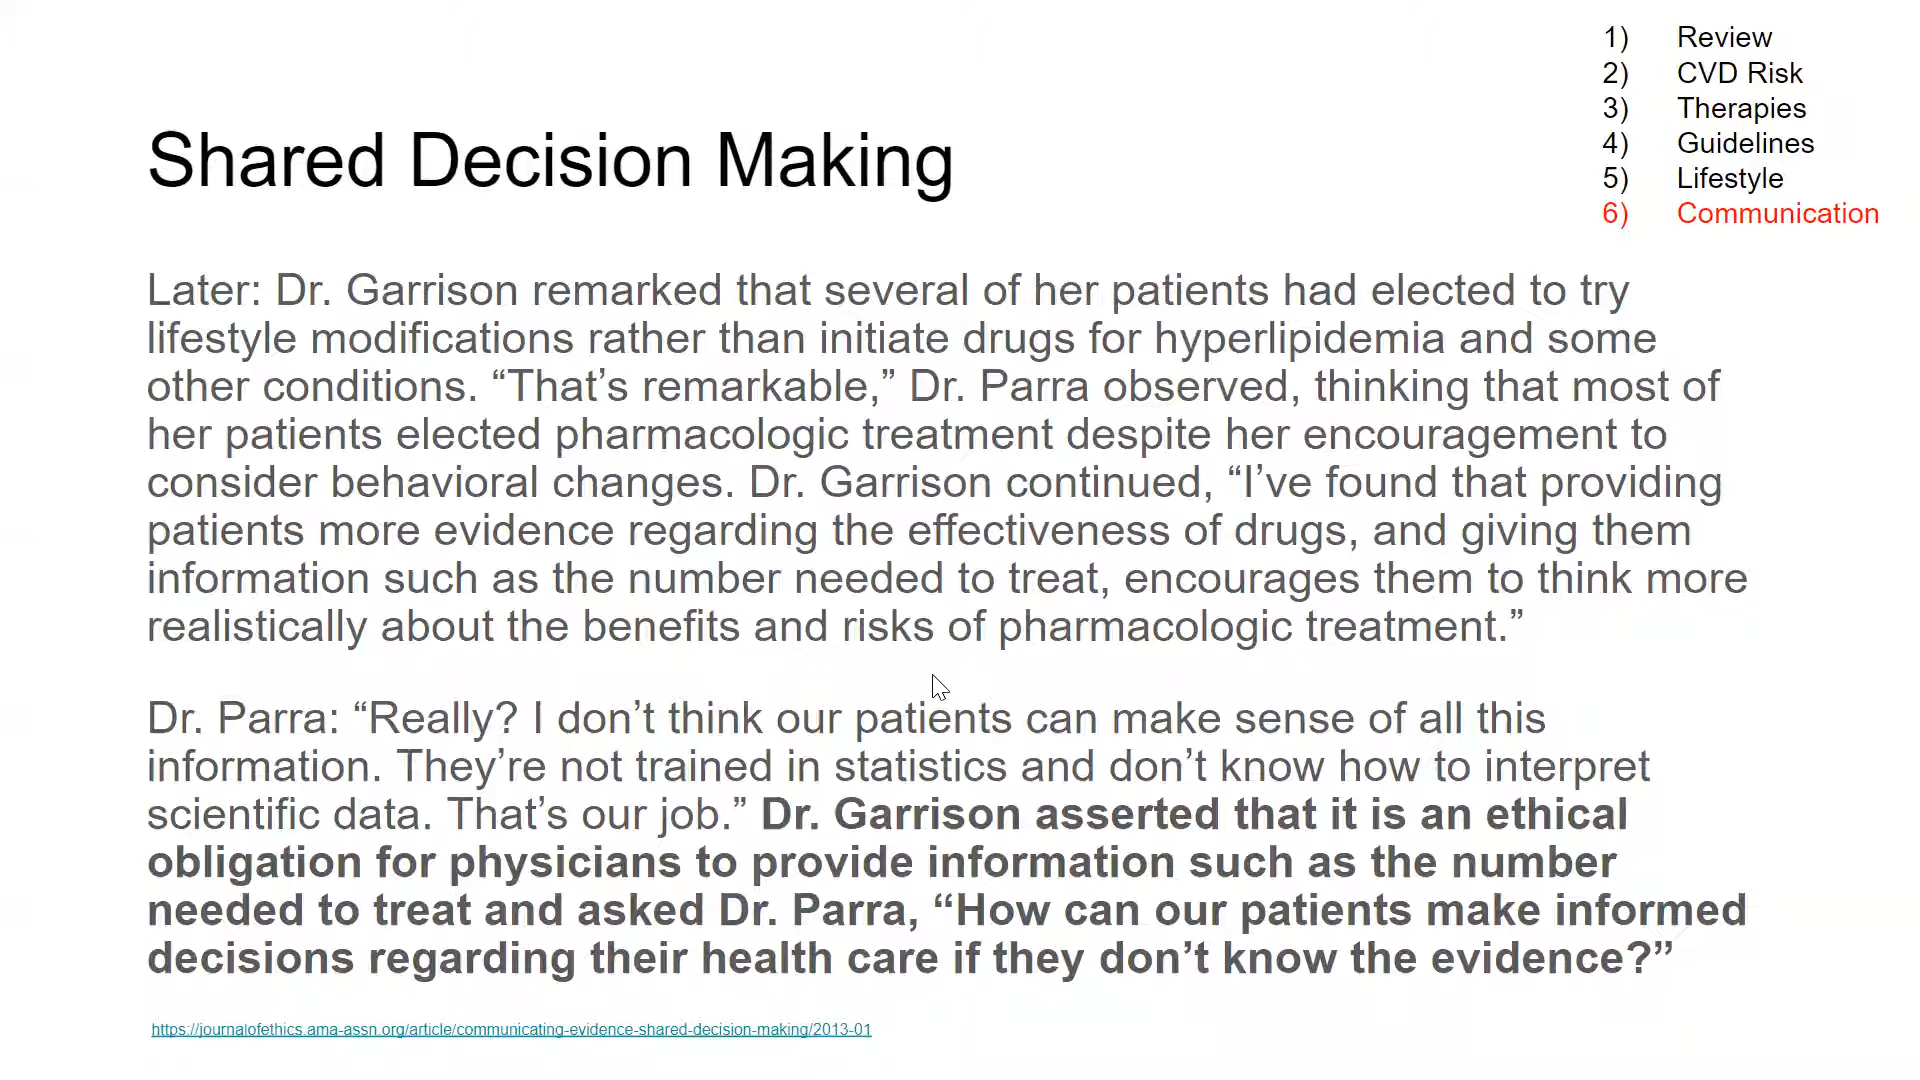 1) Review
2) CVD Risk
3) Therapies
4) Guidelines
5) Lifestyle
6) Communication
Shared Decision Making
Later: Dr. Garrison remarked that several of her patients had elected to try
lifestyle modifications rather than initiate drugs for hyperlipidemia and some
other conditions. “That’s remarkable,” Dr. Parra observed, thinking that most of
her patients elected pharmacologic treatment despite her encouragement to
consider behavioral changes. Dr. Garrison continued, “I’ve found that providing
patients more evidence regarding the effectiveness of drugs, and giving them
information such as the number needed to treat, encourages them to think more
realistically about the benefits and risks of pharmacologic treatment.”
Dr. Parra: “Really? I don’t think our patients can make sense of all this
information. They’re not trained in statistics and don’t know how to interpret
scientific data. That’s our job.” Dr. Garrison asserted that it is an ethical
obligation for physicians to provide information such as the number
needed to treat and asked Dr. Parra, “How can our patients make informed
decisions regarding their health care if they don’t know the evidence?”
https://journalofethics.ama-assn.org/article/communicating-evidence-shared-decision-making/2013-01